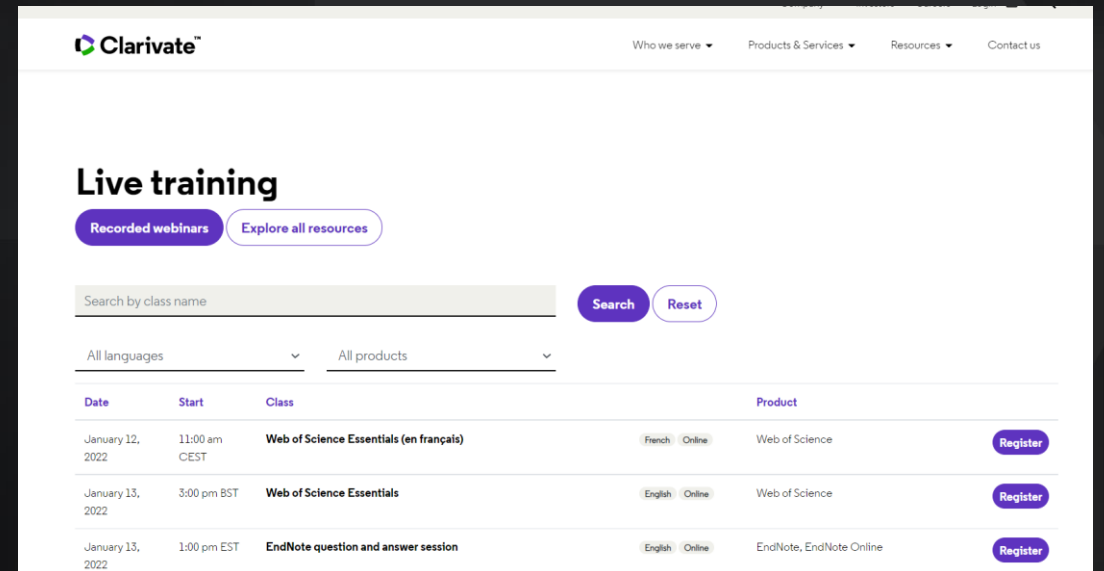 Clarivate™
Who we serve Products & Services Resources Contact us
Live training
Recorded webinars Explore all resources
Search by class name Search Reset
All languages All products
Date Start Class Product
January 12, 2022 11:00 am CEST Web of Science Essentials (en français) French Online Web of Science Register
January 13, 2022 3:00 pm BST Web of Science Essentials English Online Web of Science Register
January 13, 2022 1:00 pm EST EndNote question and answer session English Online EndNote, EndNote Online Register